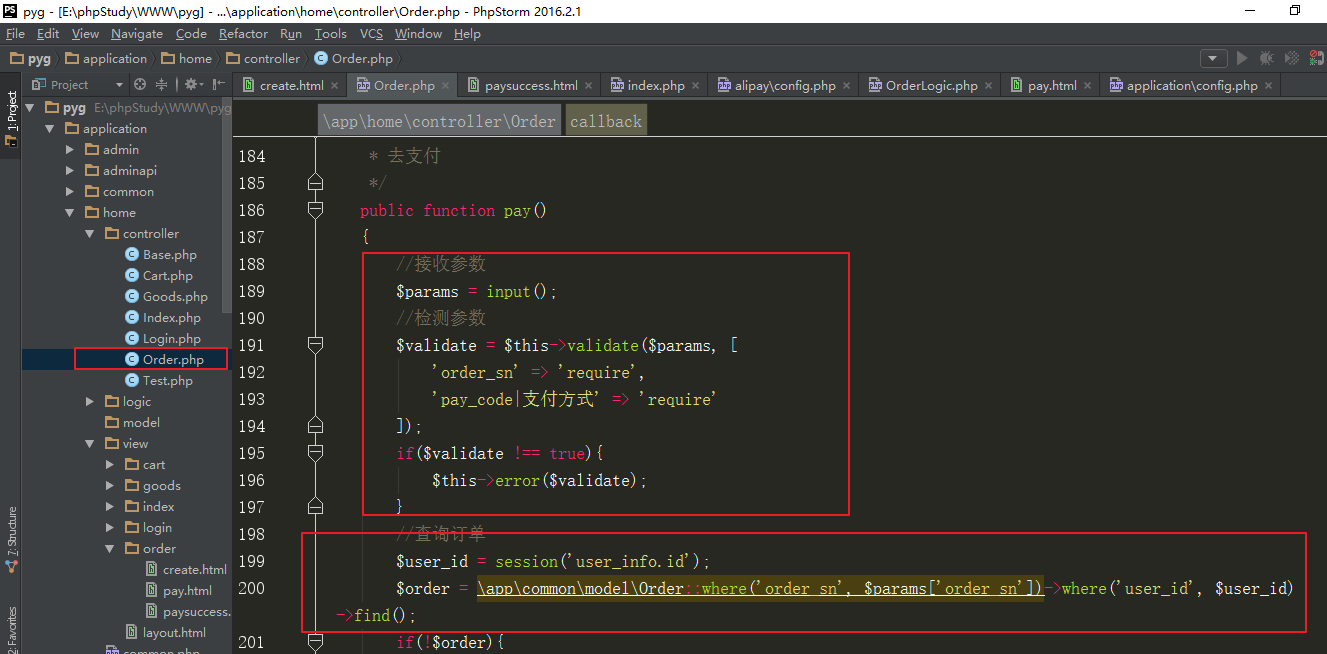 pyg - [E:\phpStudy\WWW\pyg] - ...\application\home\controller\Order.php - PhpStorm 2016.2.1
File Edit View Navigate Code Refactor Run Tools VCS Window Help
pyg application home controller Order.php
Project
create.html Order.php paysuccess.html index.php alipay\config.php OrderLogic.php pay.html application\config.php
1: Project
7: Structure
2: Favorites
pyg E:\phpStudy\WWW\pyg
application
admin
adminapi
common
home
controller
Base.php
Cart.php
Goods.php
Index.php
Login.php
Order.php
Test.php
logic
model
view
cart
goods
index
login
order
create.html
pay.html
paysuccess.
layout.html
common.php
\app\home\controller\Order callback
184 * 去支付
185 */
186 public function pay()
187 {
188 //接收参数
189 $params = input();
190 //检测参数
191 $validate = $this->validate($params, [
192 'order_sn' => 'require',
193 'pay_code|支付方式' => 'require'
194 ]);
195 if($validate !== true){
196 $this->error($validate);
197 }
198 //查询订单
199 $user_id = session('user_info.id');
200 $order = \app\common\model\Order::where('order_sn', $params['order_sn'])->where('user_id', $user_id)
->find();
201 if(!$order){